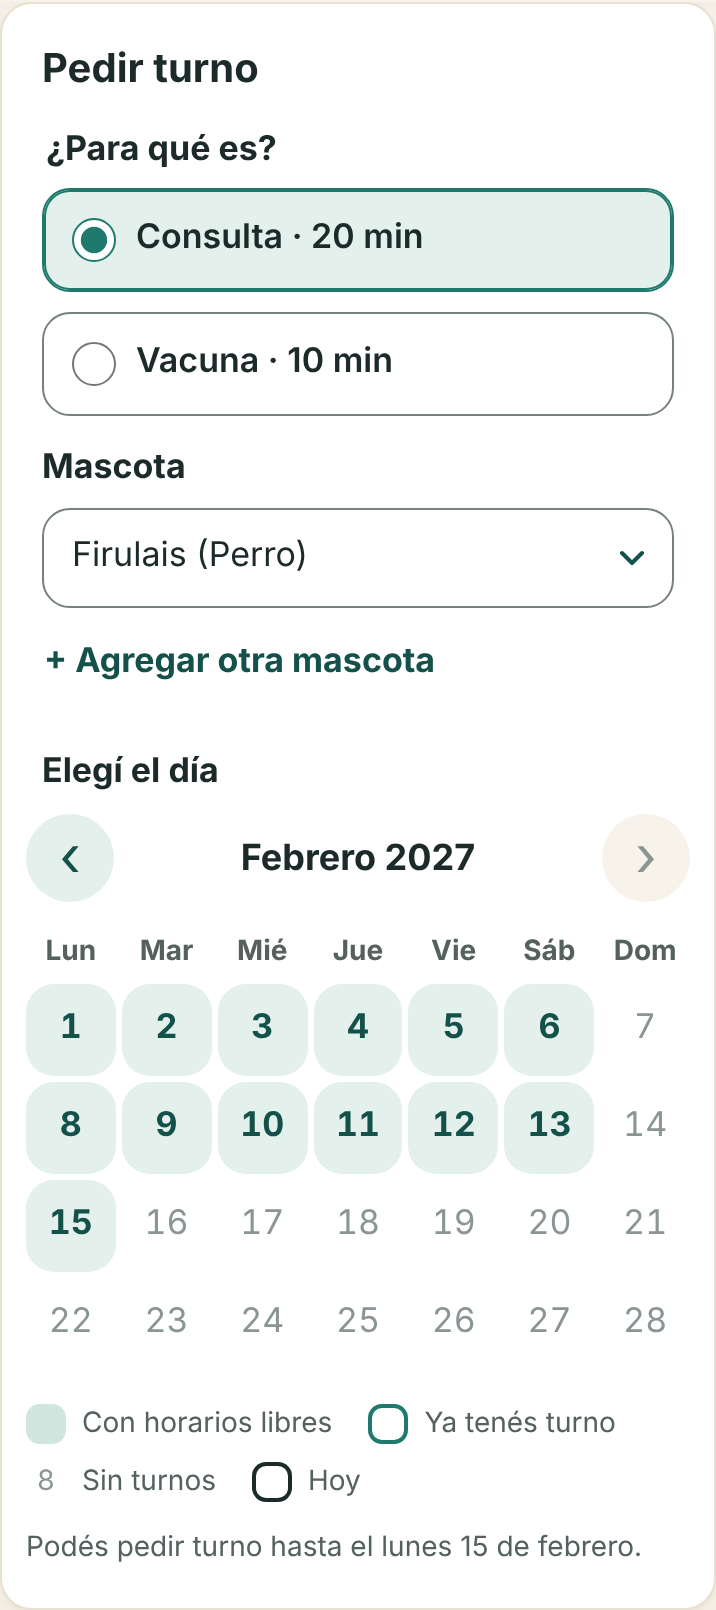 Pedir turno
¿Para qué es?
Consulta · 20 min
Vacuna · 10 min
Mascota
Firulais (Perro)
+ Agregar otra mascota
Elegí el día
‹ Febrero 2027 ›
Lun Mar Mié Jue Vie Sáb Dom
1 2 3 4 5 6 7
8 9 10 11 12 13 14
15 16 17 18 19 20 21
22 23 24 25 26 27 28
Con horarios libres Ya tenés turno
8 Sin turnos Hoy
Podés pedir turno hasta el lunes 15 de febrero.